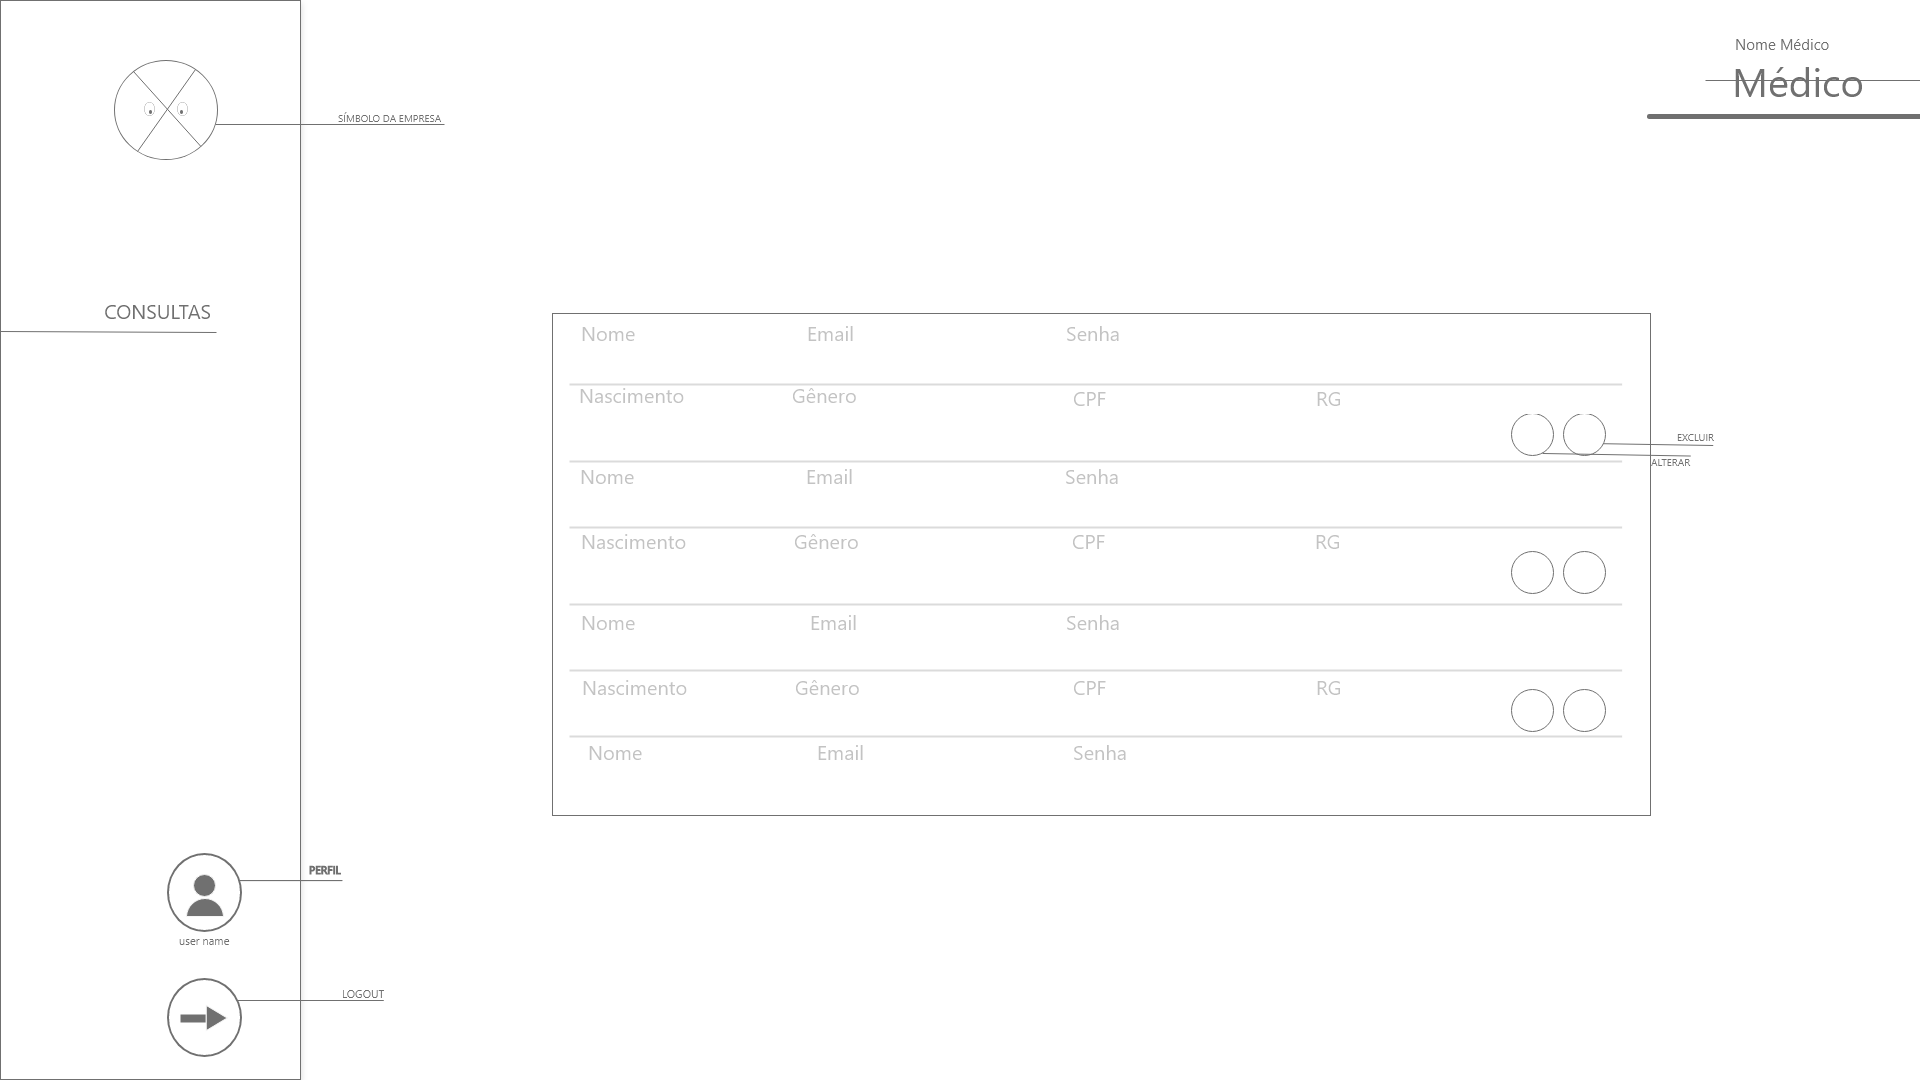 Nome Médico
Médico
SÍMBOLO DA EMPRESA
CONSULTAS
Nome Email Senha
Nascimento Gênero CPF RG
EXCLUIR
ALTERAR
Nome Email Senha
Nascimento Gênero CPF RG
Nome Email Senha
Nascimento Gênero CPF RG
Nome Email Senha
PERFIL
user name
LOGOUT